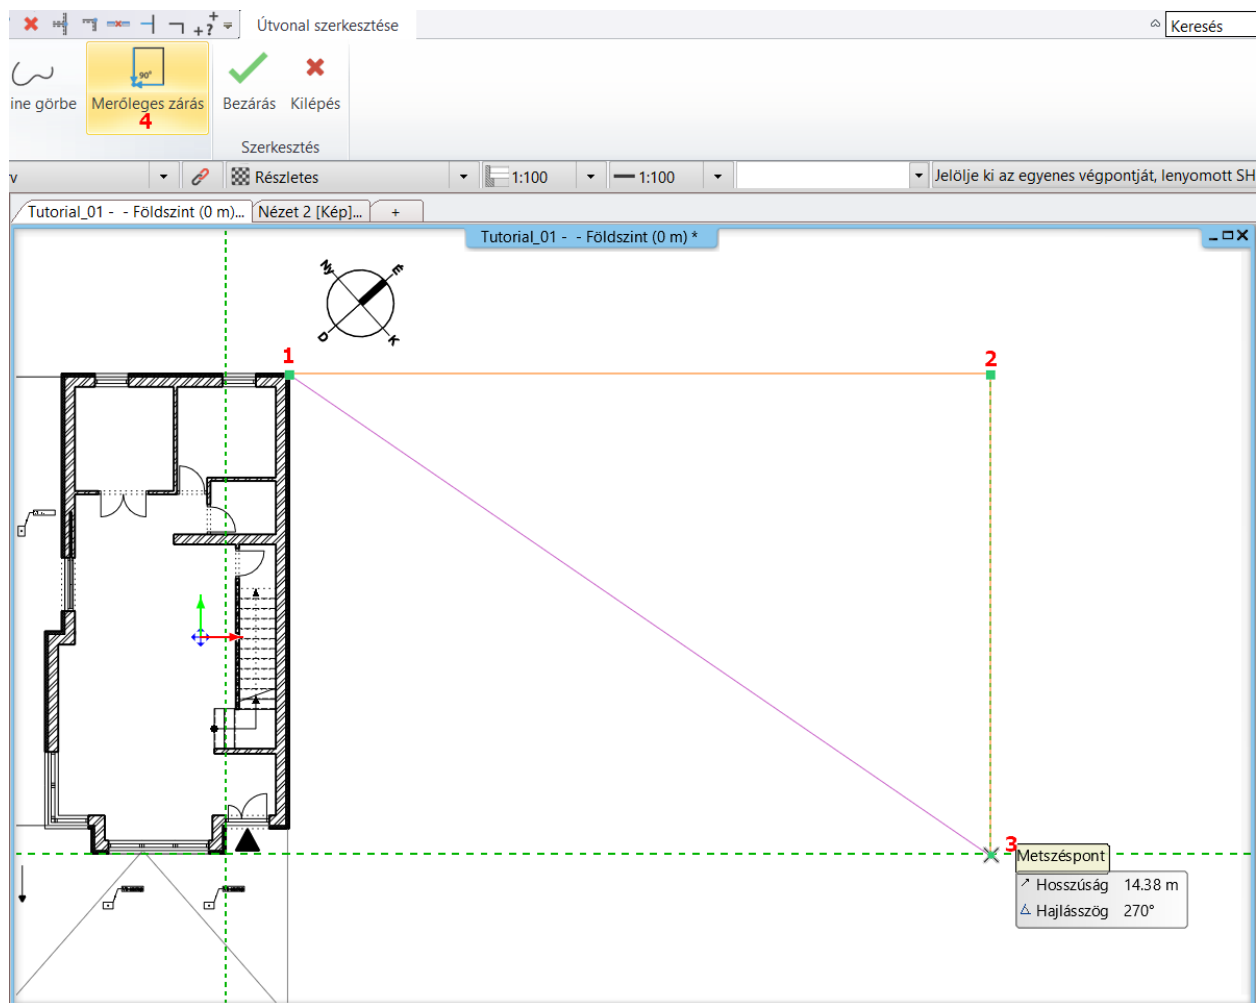 +?
Útvonal szerkesztése
Keresés
90°
ine görbe
Merőleges zárás
Bezárás
Kilépés
4
Szerkesztés
Részletes
1:100
1:100
Jelölje ki az egyenes végpontját, lenyomott SH
Tutorial_01 - - Földszint (0 m)...
Nézet 2 [Kép]...
+
Tutorial_01 - - Földszint (0 m) *
Ny
É
D
K
1
2
3
Metszéspont
Hosszúság 14.38 m
Hajlásszög 270°